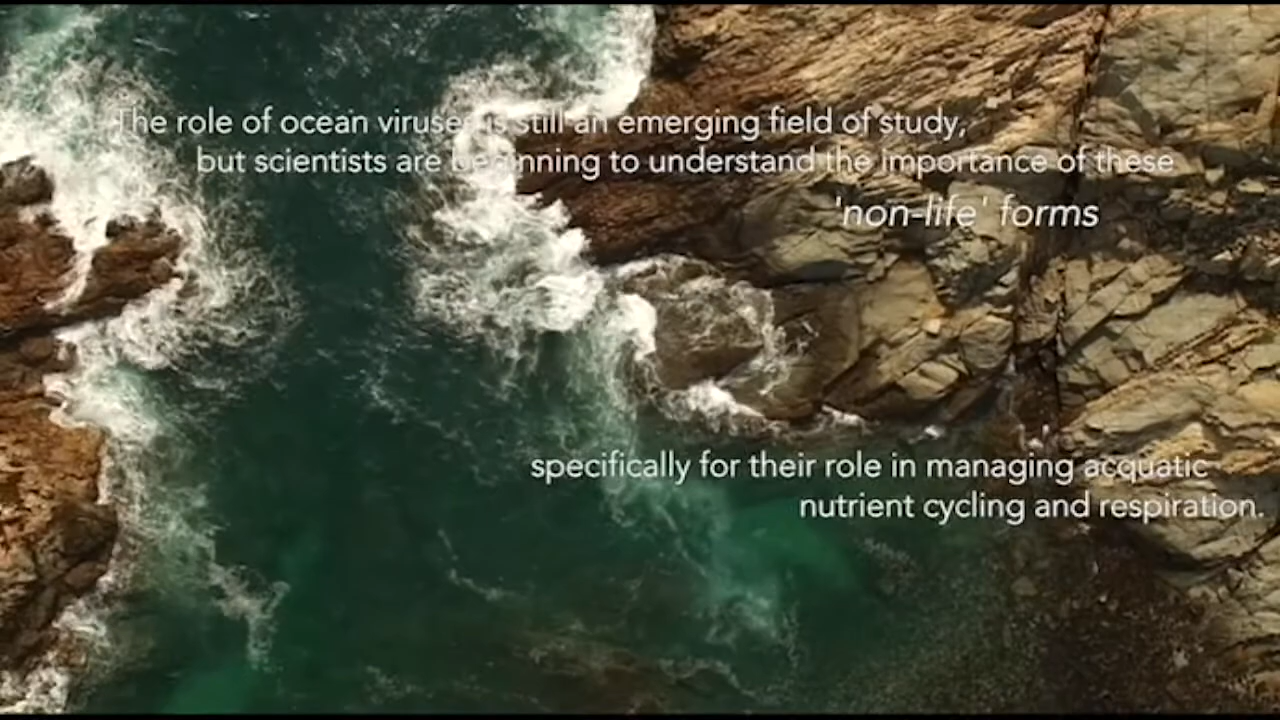 The role of ocean viruses is still an emerging field of study,
but scientists are beginning to understand the importance of these
'non-life' forms
specifically for their role in managing acquatic
nutrient cycling and respiration.